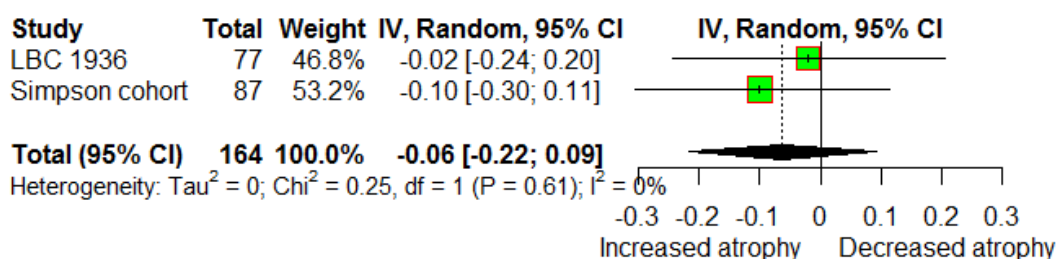 Study Total Weight IV, Random, 95% CI IV, Random, 95% CI
LBC 1936 77 46.8% -0.02 [-0.24; 0.20]
Simpson cohort 87 53.2% -0.10 [-0.30; 0.11]
Total (95% CI) 164 100.0% -0.06 [-0.22; 0.09]
Heterogeneity: Tau² = 0; Chi² = 0.25, df = 1 (P = 0.61); I² = 0%
-0.3 -0.2 -0.1 0 0.1 0.2 0.3
Increased atrophy Decreased atrophy